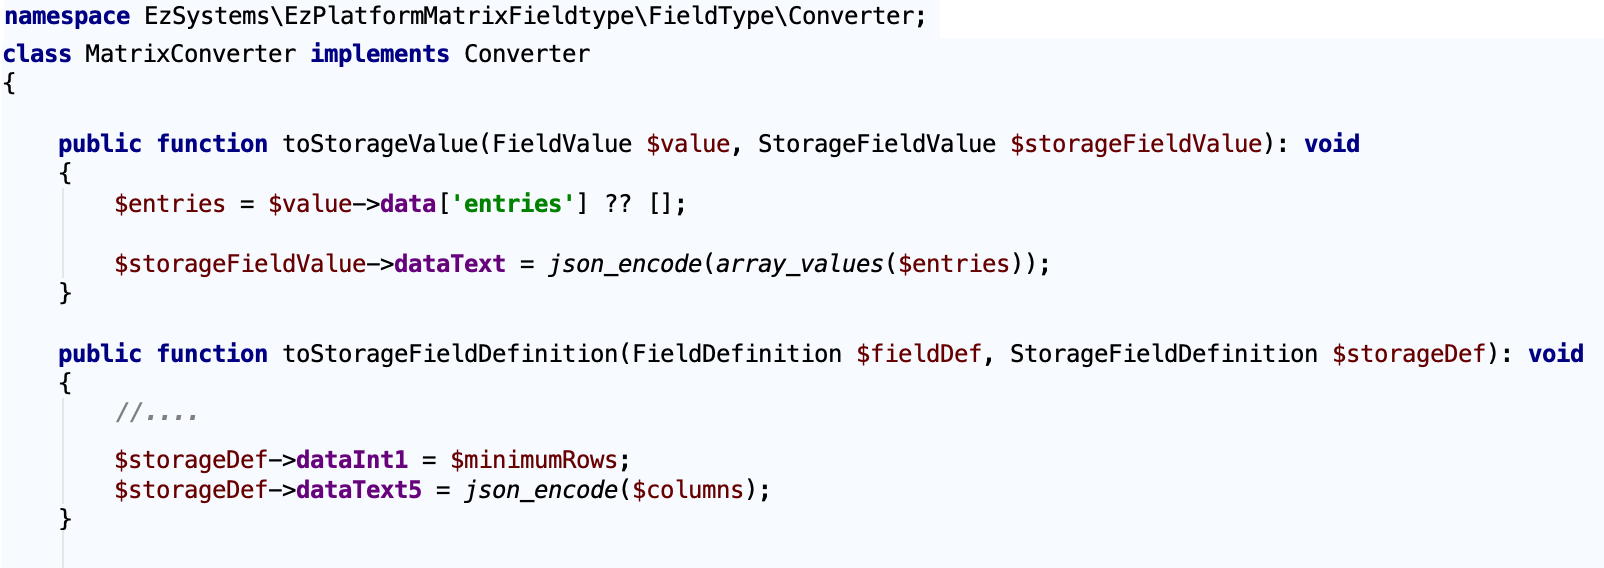 namespace EzSystems\EzPlatformMatrixFieldtype\FieldType\Converter;
class MatrixConverter implements Converter
{
    public function toStorageValue(FieldValue $value, StorageFieldValue $storageFieldValue): void
    {
        $entries = $value->data['entries'] ?? [];
        $storageFieldValue->dataText = json_encode(array_values($entries));
    }
    public function toStorageFieldDefinition(FieldDefinition $fieldDef, StorageFieldDefinition $storageDef): void
    {
        //....
        $storageDef->dataInt1 = $minimumRows;
        $storageDef->dataText5 = json_encode($columns);
    }